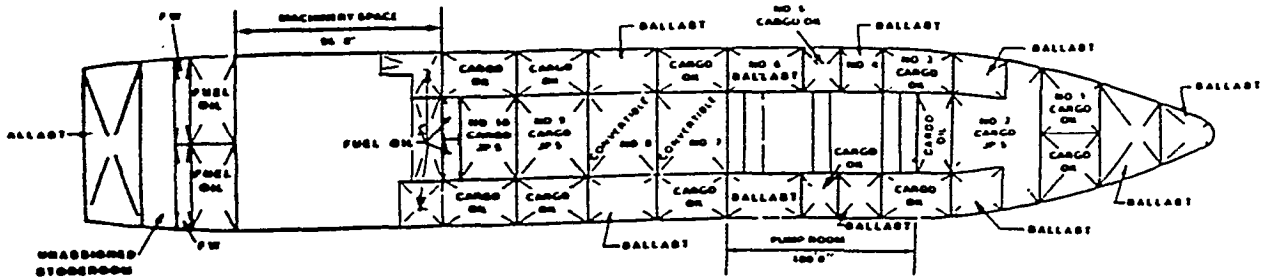 FW
MACHINERY SPACE
NO 5
CARGO OIL
BALLAST
BALLAST
BALLAST
BALLAST
FUEL OIL
CARGO
OIL
CARGO
OIL
CARGO
OIL
NO 6
BALLAST
NO 4
NO 3
CARGO
OIL
ALLAST
FUEL OIL
NO 10
CARGO
JP 5
NO 9
CARGO
JP 5
CONVERTIBLE
NO 8
CONVERTIBLE
NO 7
CARGO
OIL
CARGO
OIL
NO 2
CARGO
JP 5
NO 1
CARGO
OIL
CARGO
OIL
FUEL
OIL
CARGO
OIL
CARGO
OIL
CARGO
OIL
BALLAST
CARGO
OIL
BALLAST
FW
UNASSIGNED
STOREROOM
BALLAST
BALLAST
BALLAST
PUMP ROOM